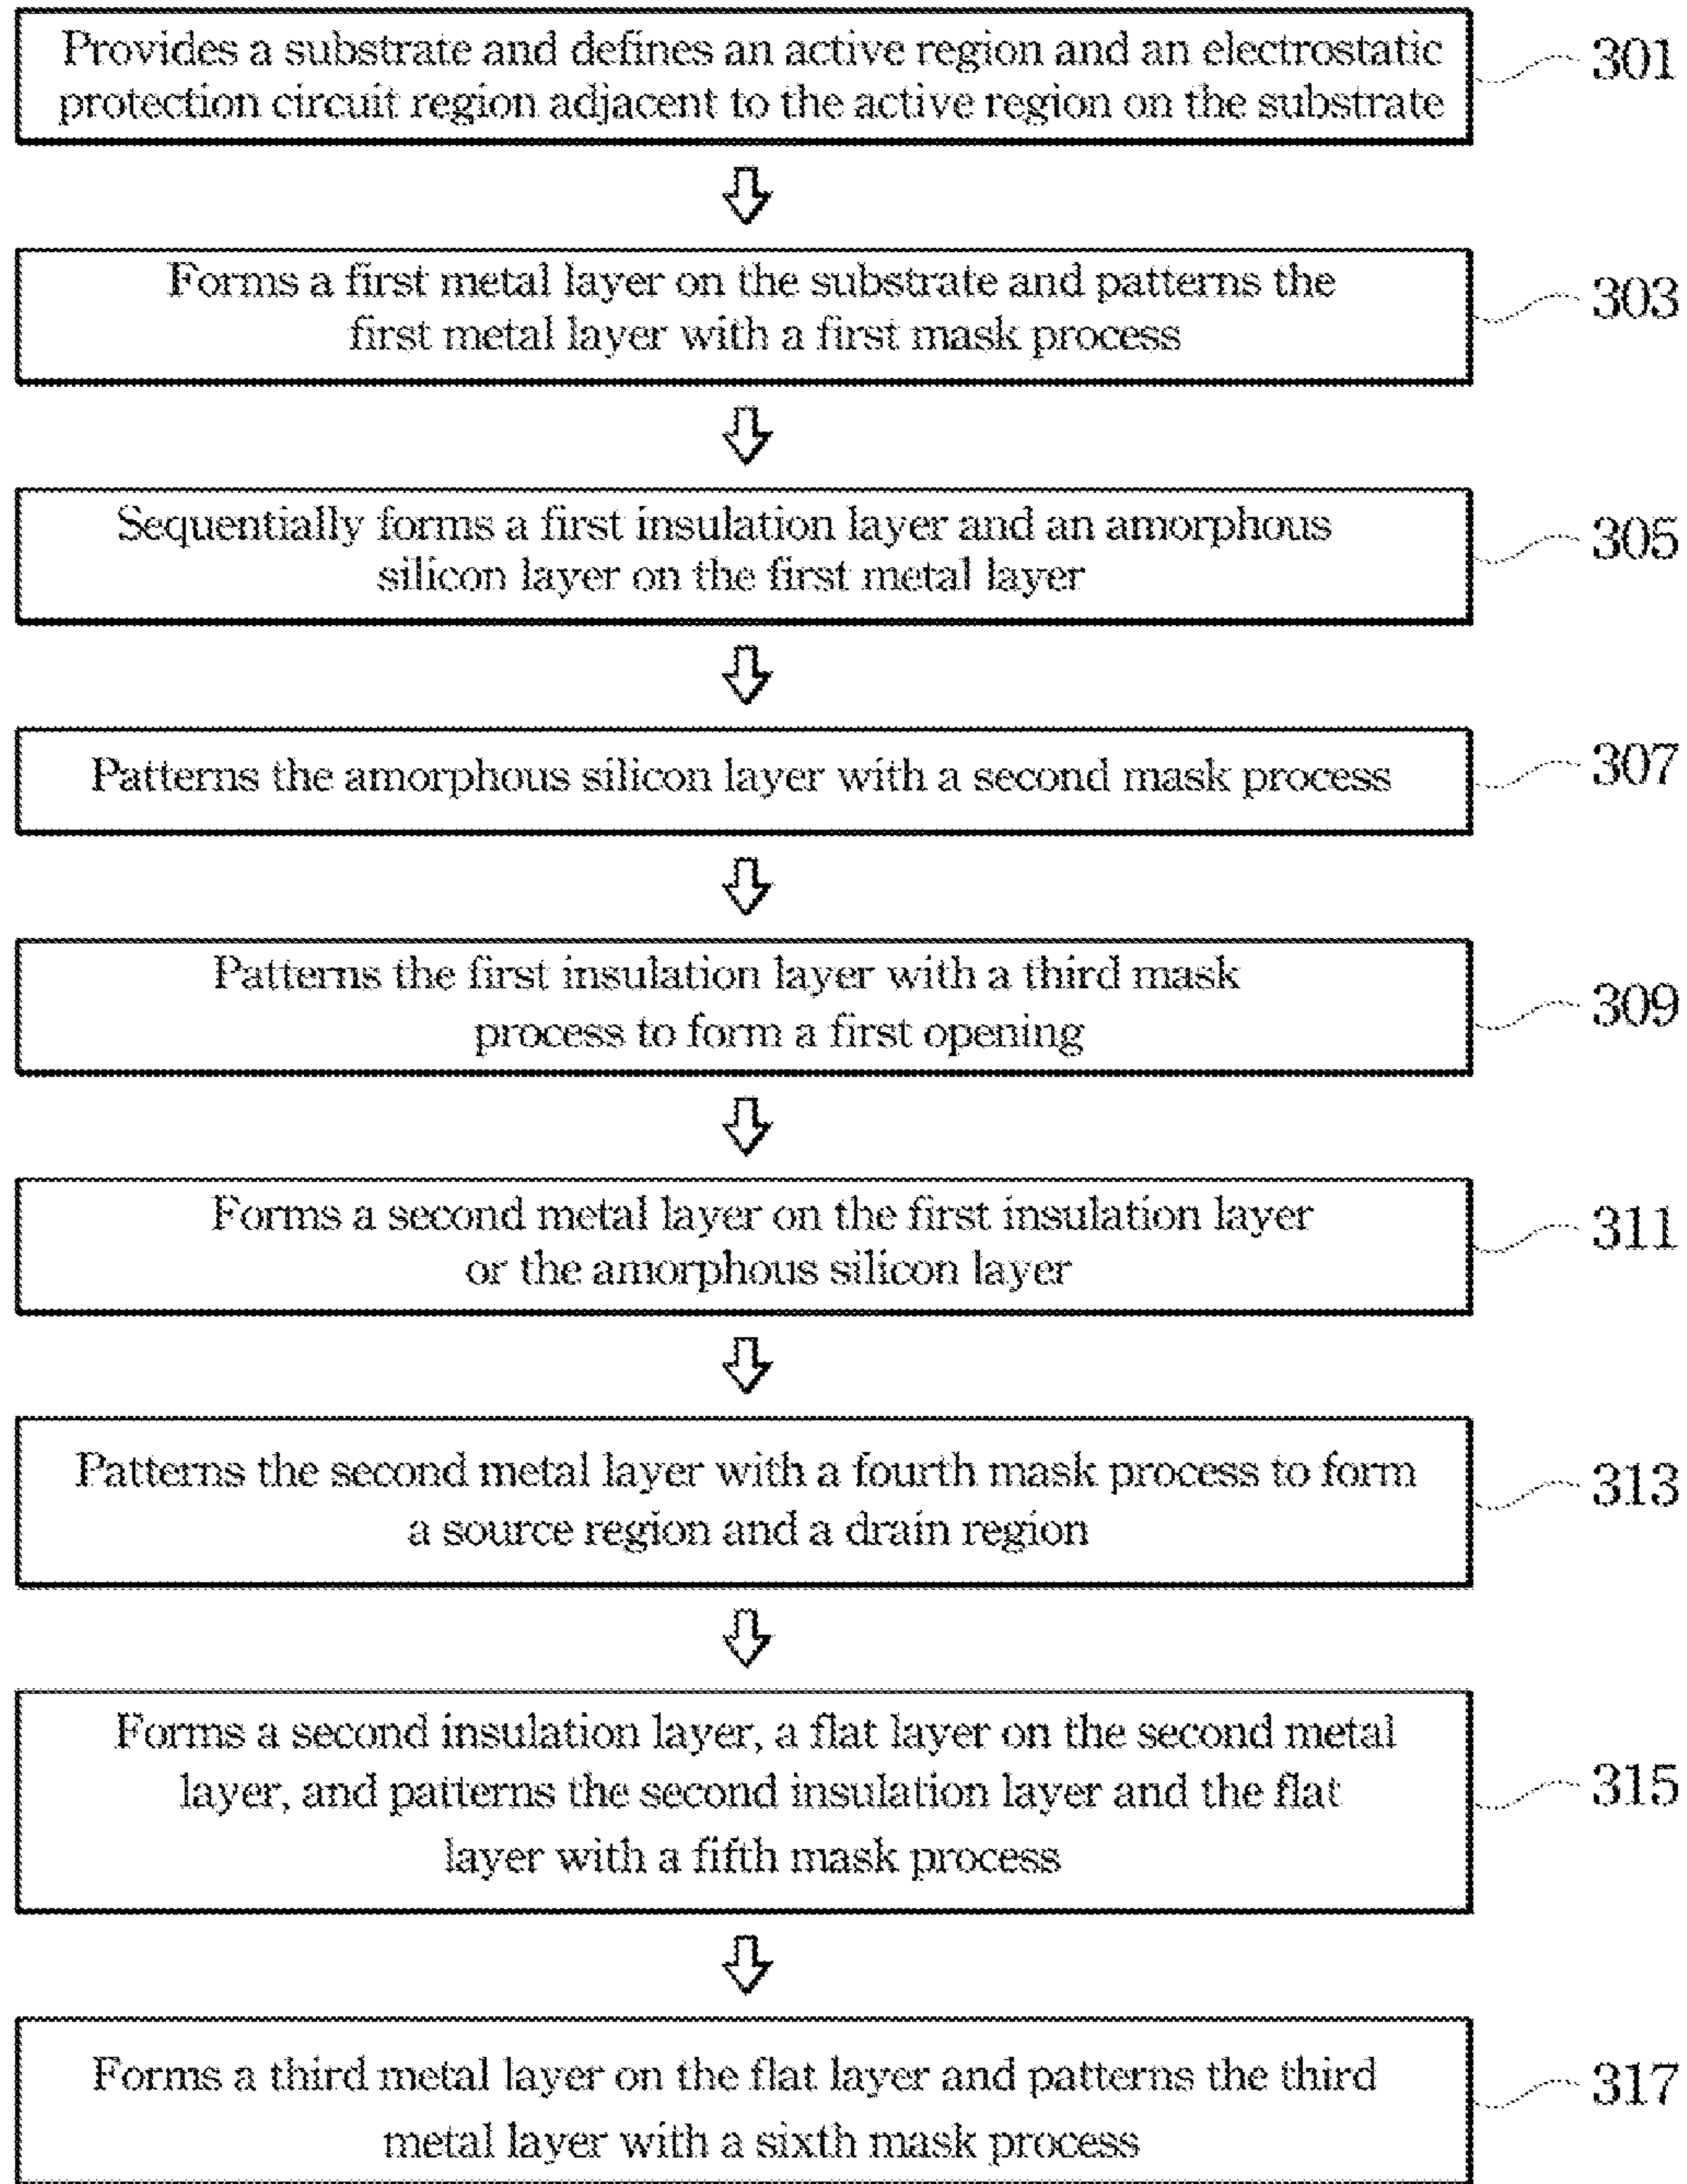 Provides a substrate and defines an active region and an electrostatic
protection circuit region adjacent to the active region on the substrate
301
Forms a first metal layer on the substrate and patterns the
first metal layer with a first mask process
303
Sequentially forms a first insulation layer and an amorphous
silicon layer on the first metal layer
305
Patterns the amorphous silicon layer with a second mask process
307
Patterns the first insulation layer with a third mask
process to form a first opening
309
Forms a second metal layer on the first insulation layer
or the amorphous silicon layer
311
Patterns the second metal layer with a fourth mask process to form
a source region and a drain region
313
Forms a second insulation layer, a flat layer on the second metal
layer, and patterns the second insulation layer and the flat
layer with a fifth mask process
315
Forms a third metal layer on the flat layer and patterns the third
metal layer with a sixth mask process
317